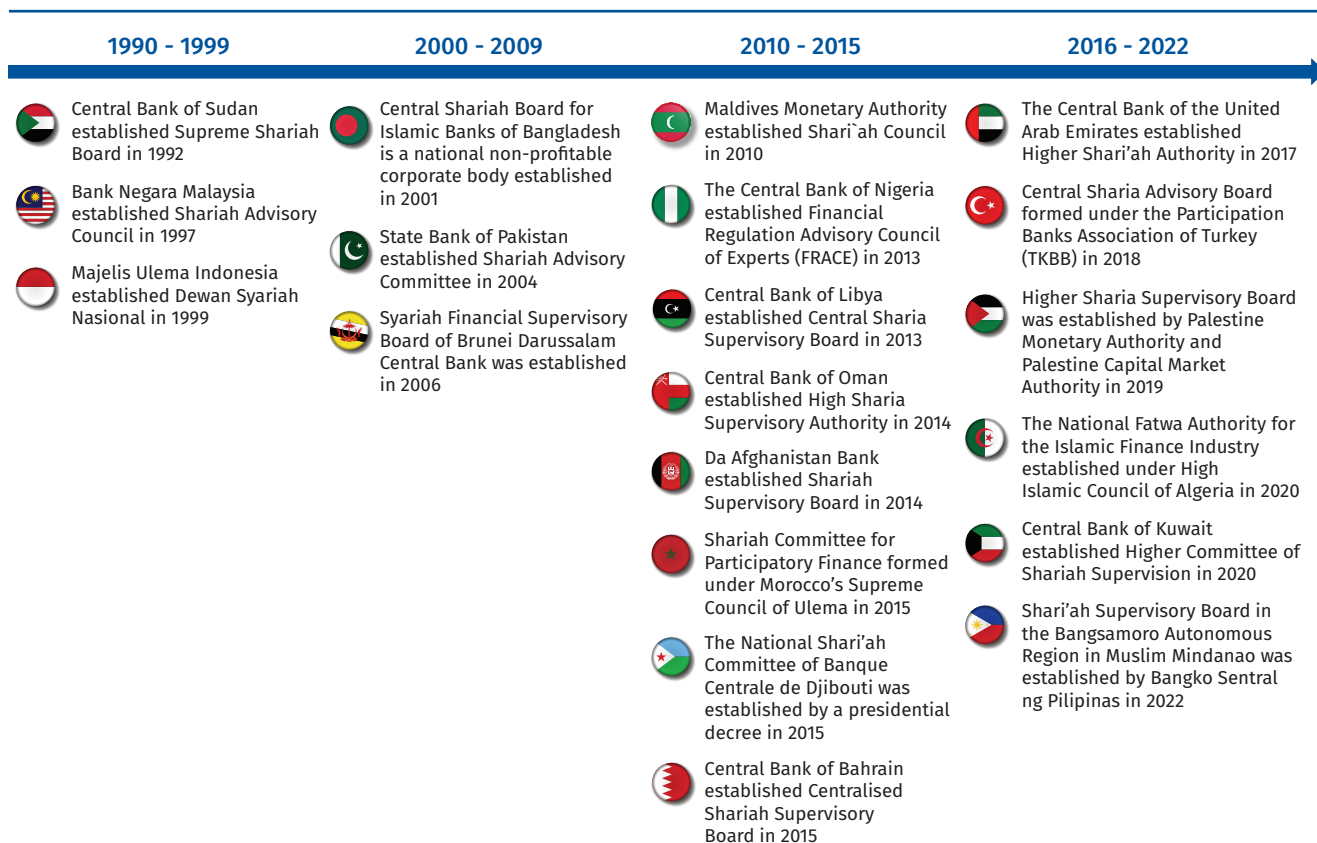 1990 - 1999
Central Bank of Sudan
established Supreme Shariah
Board in 1992
Bank Negara Malaysia
established Shariah Advisory
Council in 1997
Majelis Ulema Indonesia
established Dewan Syariah
Nasional in 1999
2000 - 2009
Central Shariah Board for
Islamic Banks of Bangladesh
is a national non-profitable
corporate body established
in 2001
State Bank of Pakistan
established Shariah Advisory
Committee in 2004
Syariah Financial Supervisory
Board of Brunei Darussalam
Central Bank was established
in 2006
2010 - 2015
Maldives Monetary Authority
established Shari`ah Council
in 2010
The Central Bank of Nigeria
established Financial
Regulation Advisory Council
of Experts (FRACE) in 2013
Central Bank of Libya
established Central Sharia
Supervisory Board in 2013
Central Bank of Oman
established High Sharia
Supervisory Authority in 2014
Da Afghanistan Bank
established Shariah
Supervisory Board in 2014
Shariah Committee for
Participatory Finance formed
under Morocco’s Supreme
Council of Ulema in 2015
The National Shari’ah
Committee of Banque
Centrale de Djibouti was
established by a presidential
decree in 2015
Central Bank of Bahrain
established Centralised
Shariah Supervisory
Board in 2015
2016 - 2022
The Central Bank of the United
Arab Emirates established
Higher Shari’ah Authority in 2017
Central Sharia Advisory Board
formed under the Participation
Banks Association of Turkey
(TKBB) in 2018
Higher Sharia Supervisory Board
was established by Palestine
Monetary Authority and
Palestine Capital Market
Authority in 2019
The National Fatwa Authority for
the Islamic Finance Industry
established under High
Islamic Council of Algeria in 2020
Central Bank of Kuwait
established Higher Committee of
Shariah Supervision in 2020
Shari’ah Supervisory Board in
the Bangsamoro Autonomous
Region in Muslim Mindanao was
established by Bangko Sentral
ng Pilipinas in 2022